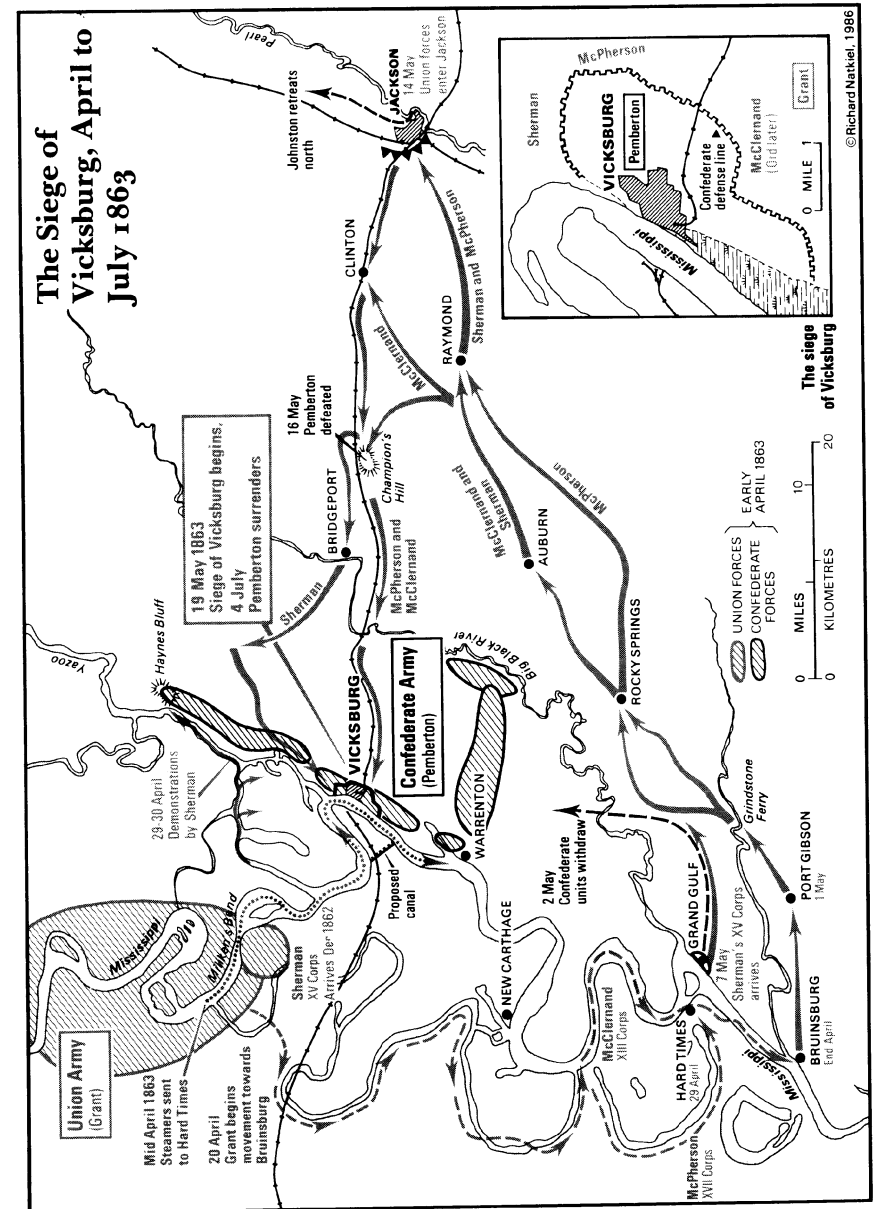 The Siege of
Vicksburg, April to
July 1863
Union Army
(Grant)
Mid April 1863
Steamers sent
to Hard Times
20 April
Grant begins
movement towards
Bruinsburg
Mississippi
Milliken's Bend
Sherman
XV Corps
Arrives Der 1862
29-30 April
Demonstrations
by Sherman
Yazoo
Haynes Bluff
19 May 1863
Siege of Vicksburg begins,
4 July
Pemberton surrenders
Sherman
BRIDGEPORT
16 May
Pemberton
defeated
Champion's
Hill
McPherson and
McClernand
VICKSBURG
Confederate Army
(Pemberton)
Proposed
canal
WARRENTON
Big Black River
NEW CARTHAGE
2 May
Confederate
units withdraw
McClernand
XIII Corps
HARD TIMES
29 April
McPherson
XVII Corps
GRAND GULF
7 May
Sherman's XV Corps
arrives
Mississippi
BRUINSBURG
End April
PORT GIBSON
1 May
Grindstone
Ferry
ROCKY SPRINGS
AUBURN
McClernand and
Sherman
McPherson
RAYMOND
McClernand
Sherman and McPherson
CLINTON
Johnston retreats
north
JACKSON
14 May
Union forces
enter Jackson
Pearl
UNION FORCES
CONFEDERATE
FORCES
EARLY
APRIL 1863
0 MILES 10
0 KILOMETRES 20
The siege
of Vicksburg
Sherman
McPherson
VICKSBURG
Pemberton
Mississippi
Confederate
defense line
McClernand
(Ord later)
Grant
0 MILE 1
©Richard Natkiel, 1986